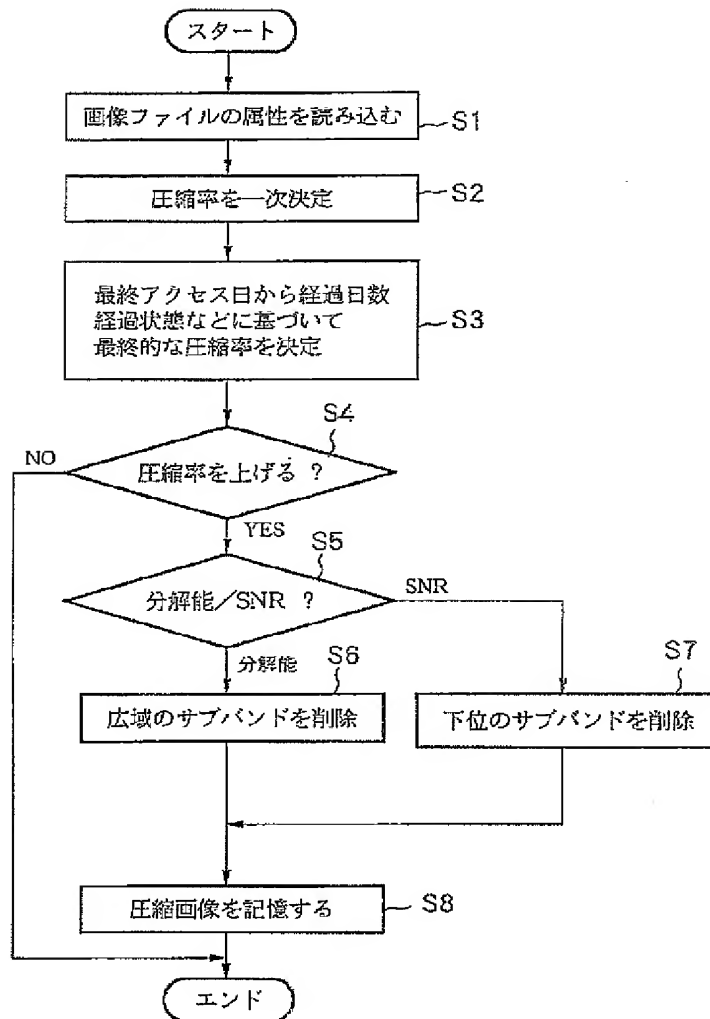 スタート
画像ファイルの属性を読み込む
S1
圧縮率を一次決定
S2
最終アクセス日から経過日数
経過状態などに基づいて
最終的な圧縮率を決定
S3
S4
NO
圧縮率を上げる ?
YES
S5
分解能/SNR ?
SNR
分解能
S6
広域のサブバンドを削除
S7
下位のサブバンドを削除
圧縮画像を記憶する
S8
エンド